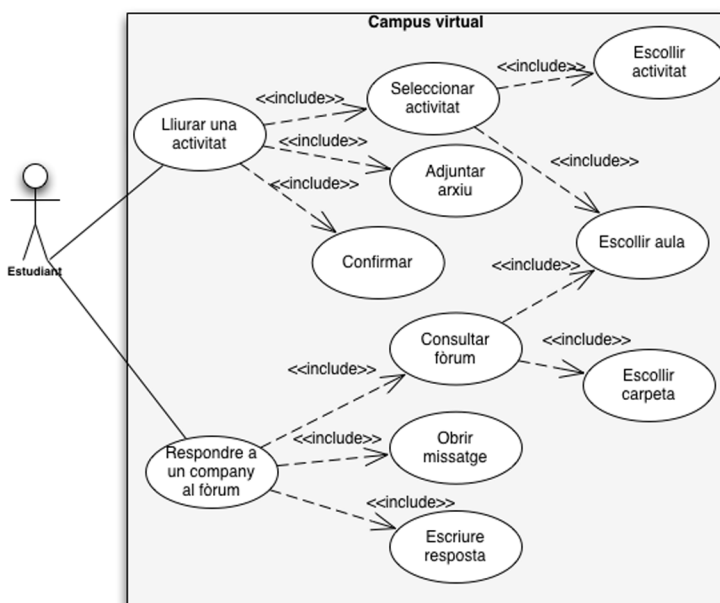 Campus virtual
Escollir
activitat
<<include>>
Seleccionar
activitat
<<include>>
Lliurar una
activitat
<<include>>
<<include>>
Adjuntar
arxiu
<<include>>
Escollir aula
Confirmar
<<include>>
Estudiant
Consultar
fòrum
<<include>>
<<include>>
Escollir
carpeta
Respondre a
un company
al fòrum
<<include>>
Obrir
missatge
<<include>>
Escriure
resposta